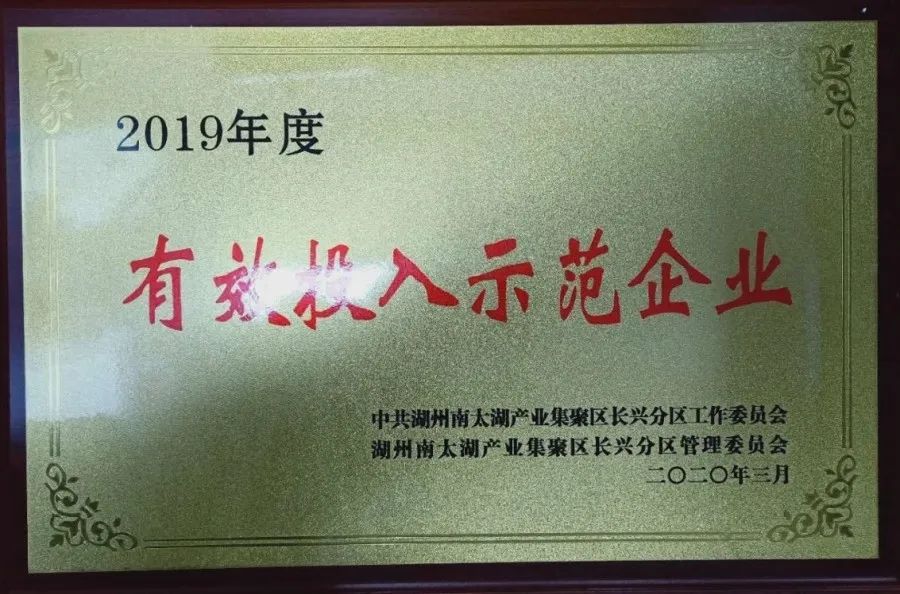 2019年度
有效投入示范企业
中共湖州南太湖产业集聚区长兴分区工作委员会
湖州南太湖产业集聚区长兴分区管理委员会
二〇二〇年三月